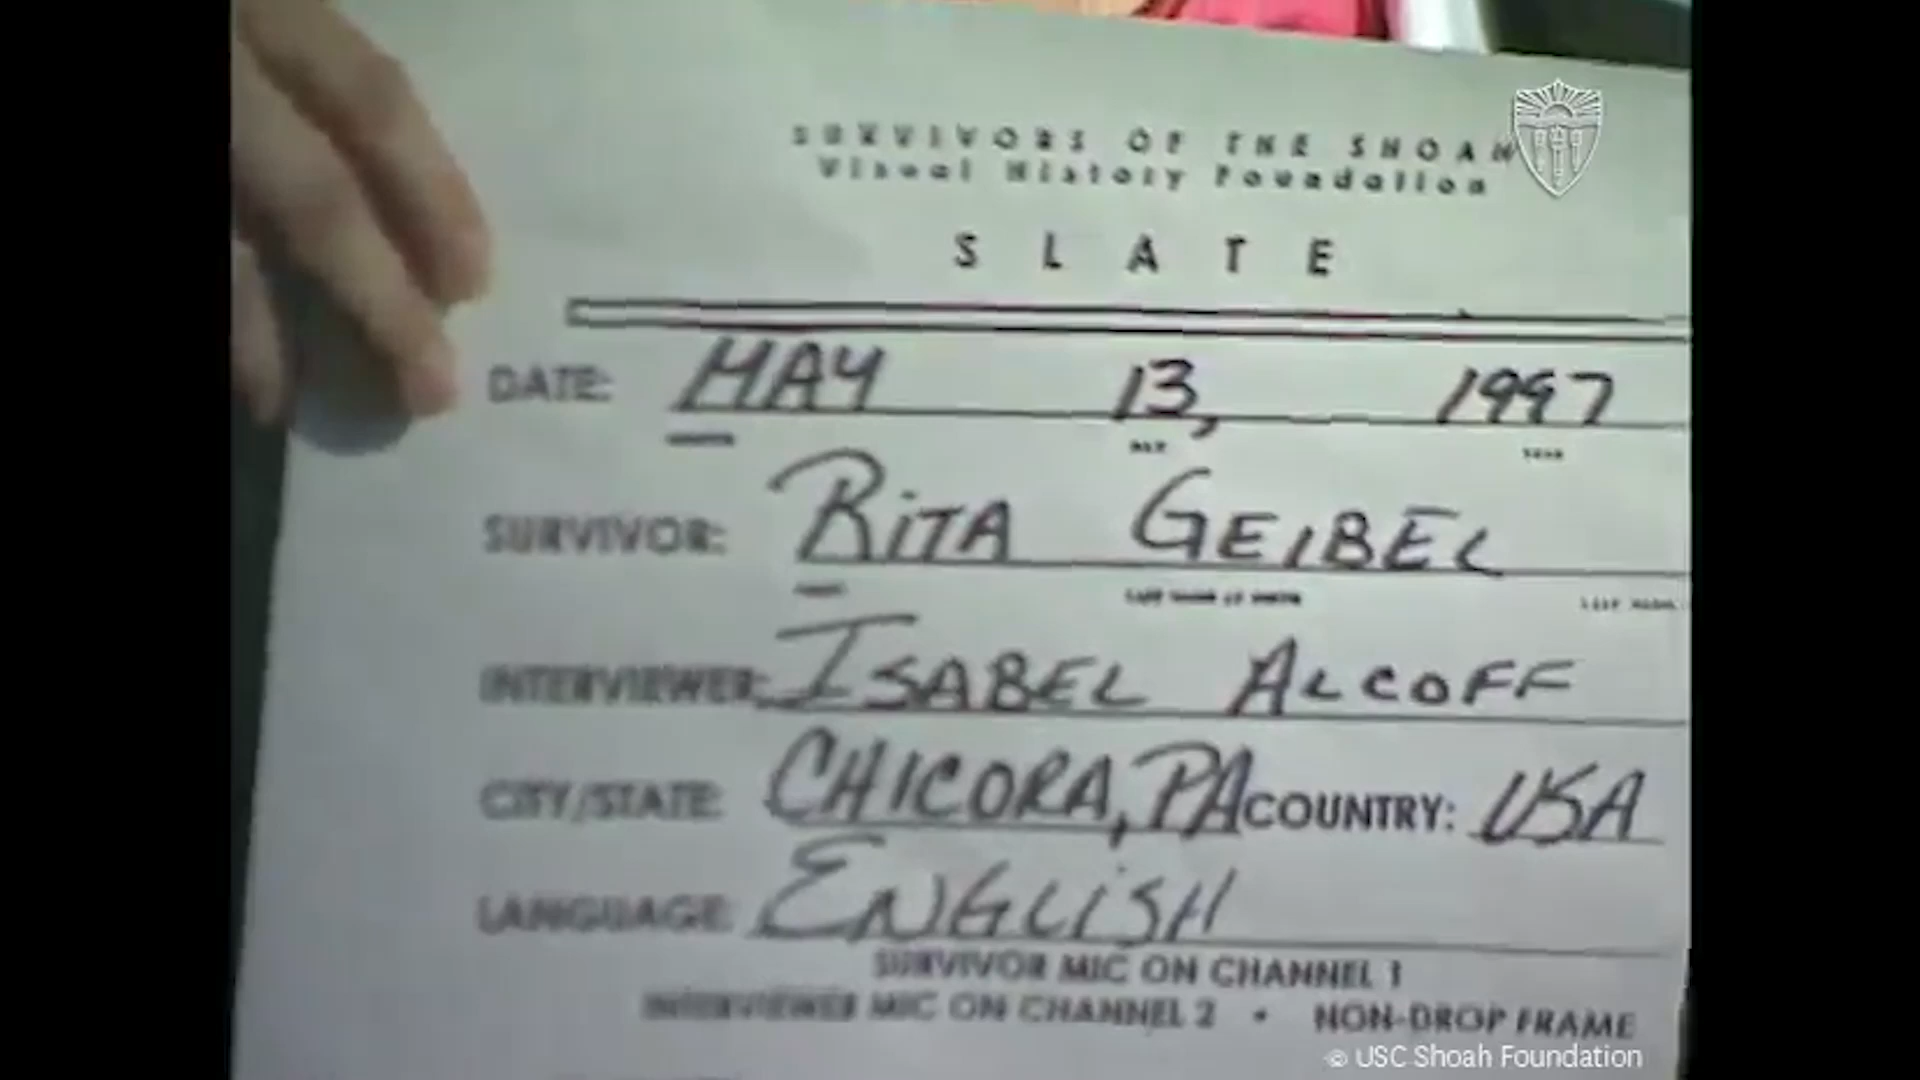 SURVIVORS OF THE SHOAH
Visual History Foundation
SLATE
DATE: MAY 13, 1997
DAY YEAR
SURVIVOR: RITA GEIBEL
INTERVIEWER: ISABEL ALCOFF
CITY/STATE: CHICORA, PA COUNTRY: USA
LANGUAGE: ENGLISH
SURVIVOR MIC ON CHANNEL 1
INTERVIEWER MIC ON CHANNEL 2 • NON-DROP FRAME
© USC Shoah Foundation